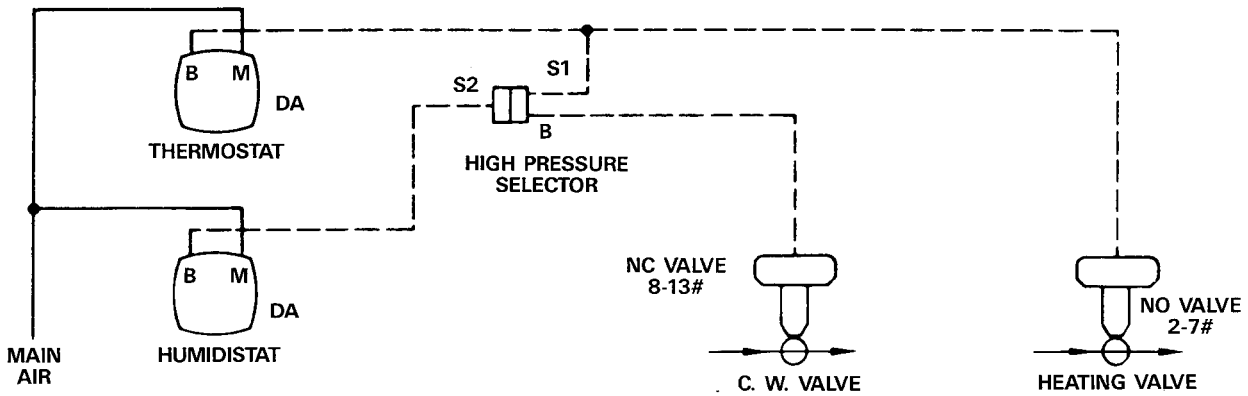 B M
DA
THERMOSTAT
S1
S2
B
HIGH PRESSURE
SELECTOR
B M
DA
HUMIDISTAT
MAIN
AIR
NC VALVE
8-13#
C. W. VALVE
NO VALVE
2-7#
HEATING VALVE